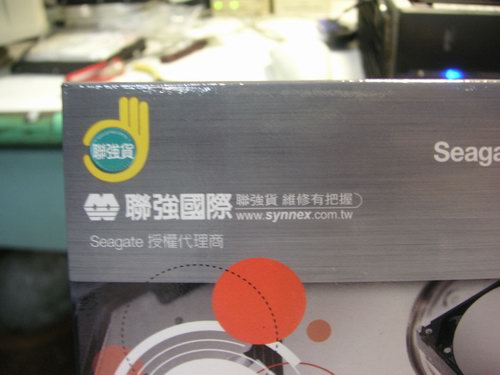 聯強貨
Seaga
聯強國際 聯強貨 維修有把握
www.synnex.com.tw
Seagate 授權代理商